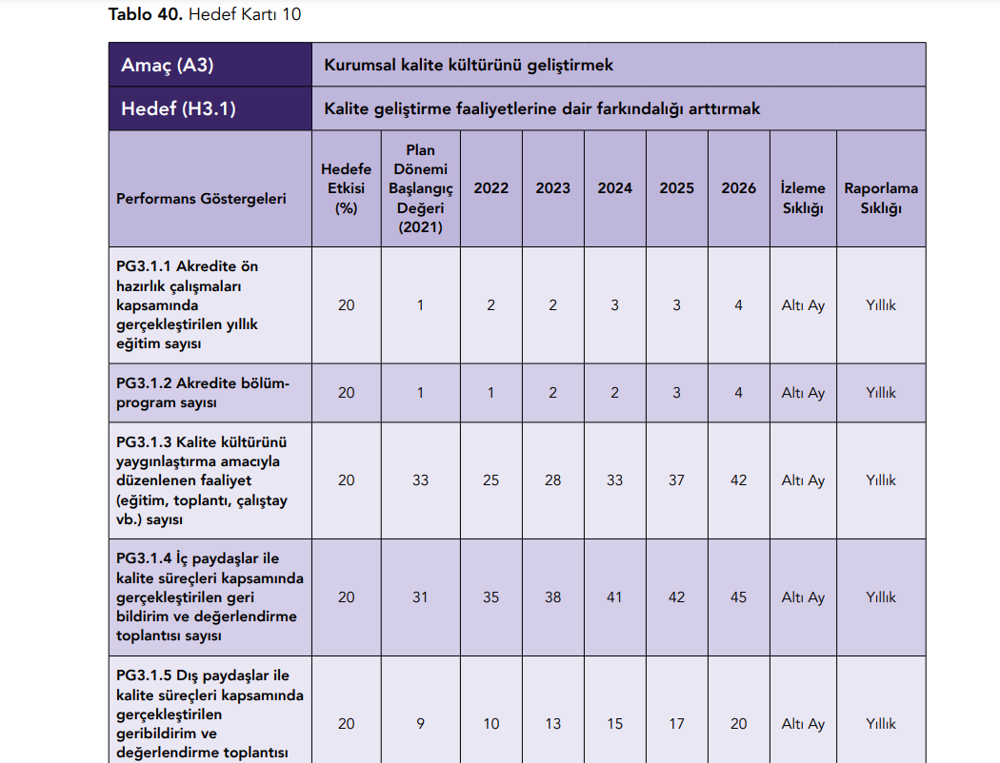 Tablo 40. Hedef Kartı 10
Amaç (A3)
Kurumsal kalite kültürünü geliştirmek
Hedef (H3.1)
Kalite geliştirme faaliyetlerine dair farkındalığı arttırmak
Performans Göstergeleri
Hedefe
Etkisi
(%)
Plan
Dönemi
Başlangıç
Değeri
(2021)
2022
2023
2024
2025
2026
İzleme
Sıklığı
Raporlama
Sıklığı
PG3.1.1 Akredite ön
hazırlık çalışmaları
kapsamında
gerçekleştirilen yıllık
eğitim sayısı
20
1
2
2
3
3
4
Altı Ay
Yıllık
PG3.1.2 Akredite bölüm-
program sayısı
20
1
1
2
2
3
4
Altı Ay
Yıllık
PG3.1.3 Kalite kültürünü
yaygınlaştırma amacıyla
düzenlenen faaliyet
(eğitim, toplantı, çalıştay
vb.) sayısı
20
33
25
28
33
37
42
Altı Ay
Yıllık
PG3.1.4 İç paydaşlar ile
kalite süreçleri kapsamında
gerçekleştirilen geri
bildirim ve değerlendirme
toplantısı sayısı
20
31
35
38
41
42
45
Altı Ay
Yıllık
PG3.1.5 Dış paydaşlar ile
kalite süreçleri kapsamında
gerçekleştirilen
geribildirim ve
değerlendirme toplantısı
20
9
10
13
15
17
20
Altı Ay
Yıllık